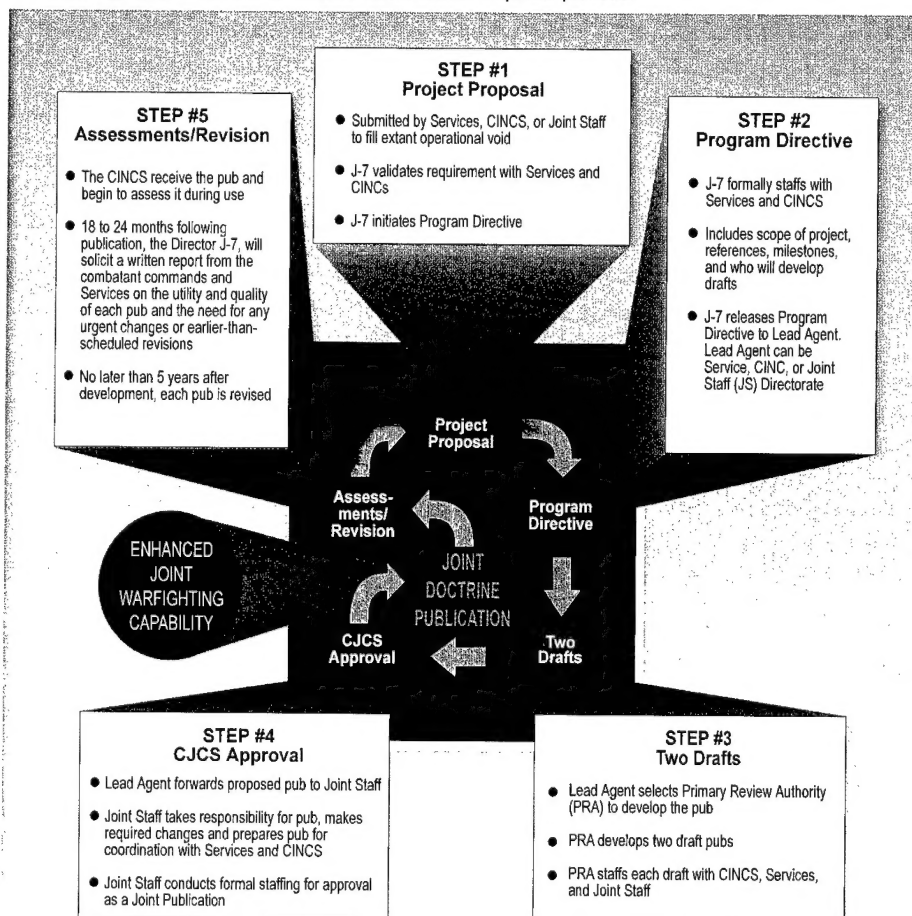 STEP #1
Project Proposal
● Submitted by Services, CINCS, or Joint Staff
to fill extant operational void
● J-7 validates requirement with Services and
CINCs
● J-7 initiates Program Directive
STEP #2
Program Directive
● J-7 formally staffs with
Services and CINCS
● Includes scope of project,
references, milestones,
and who will develop
drafts
● J-7 releases Program
Directive to Lead Agent.
Lead Agent can be
Service, CINC, or Joint
Staff (JS) Directorate
STEP #3
Two Drafts
● Lead Agent selects Primary Review Authority
(PRA) to develop the pub
● PRA develops two draft pubs
● PRA staffs each draft with CINCS, Services,
and Joint Staff
STEP #4
CJCS Approval
● Lead Agent forwards proposed pub to Joint Staff
● Joint Staff takes responsibility for pub, makes
required changes and prepares pub for
coordination with Services and CINCS
● Joint Staff conducts formal staffing for approval
as a Joint Publication
STEP #5
Assessments/Revision
● The CINCS receive the pub and
begin to assess it during use
● 18 to 24 months following
publication, the Director J-7, will
solicit a written report from the
combatant commands and
Services on the utility and quality
of each pub and the need for any
urgent changes or earlier-than-
scheduled revisions
● No later than 5 years after
development, each pub is revised
Project
Proposal
Program
Directive
Two
Drafts
CJCS
Approval
Assess-
ments/
Revision
JOINT
DOCTRINE
PUBLICATION
ENHANCED
JOINT
WARFIGHTING
CAPABILITY